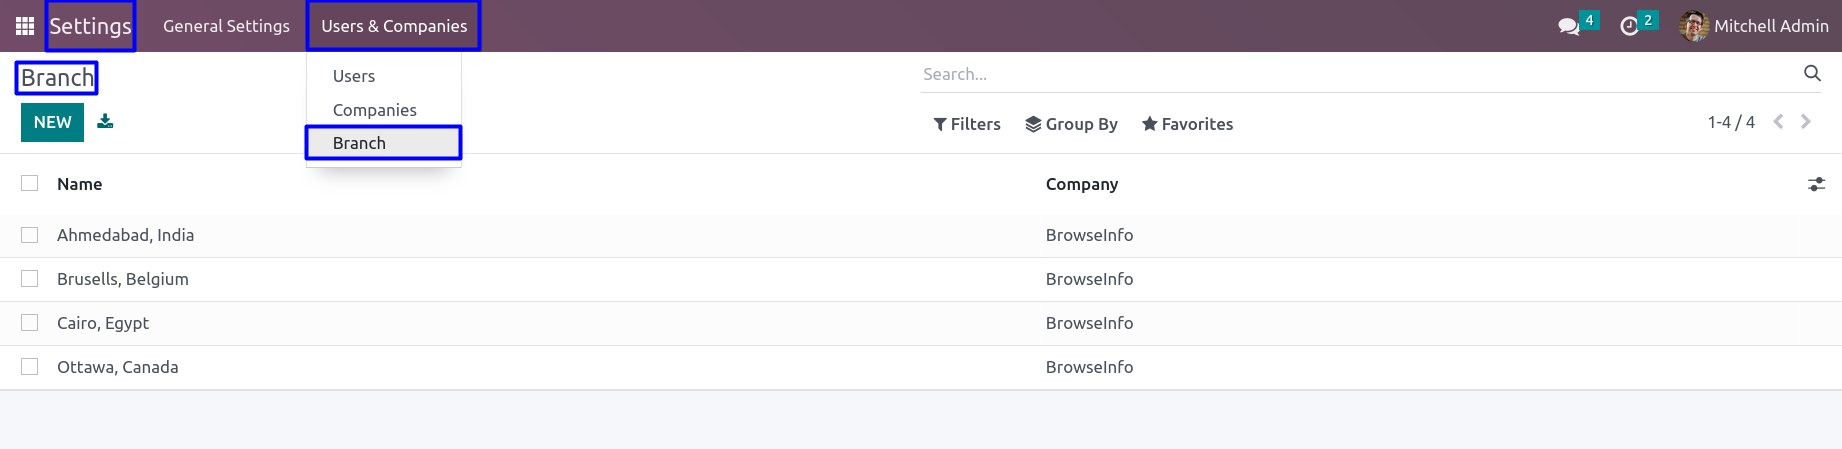 Settings General Settings Users & Companies 4 2 Mitchell Admin
Branch
Users
Companies
Branch
Search...
NEW
Filters Group By Favorites 1-4 / 4
Name Company
Ahmedabad, India BrowseInfo
Brusells, Belgium BrowseInfo
Cairo, Egypt BrowseInfo
Ottawa, Canada BrowseInfo